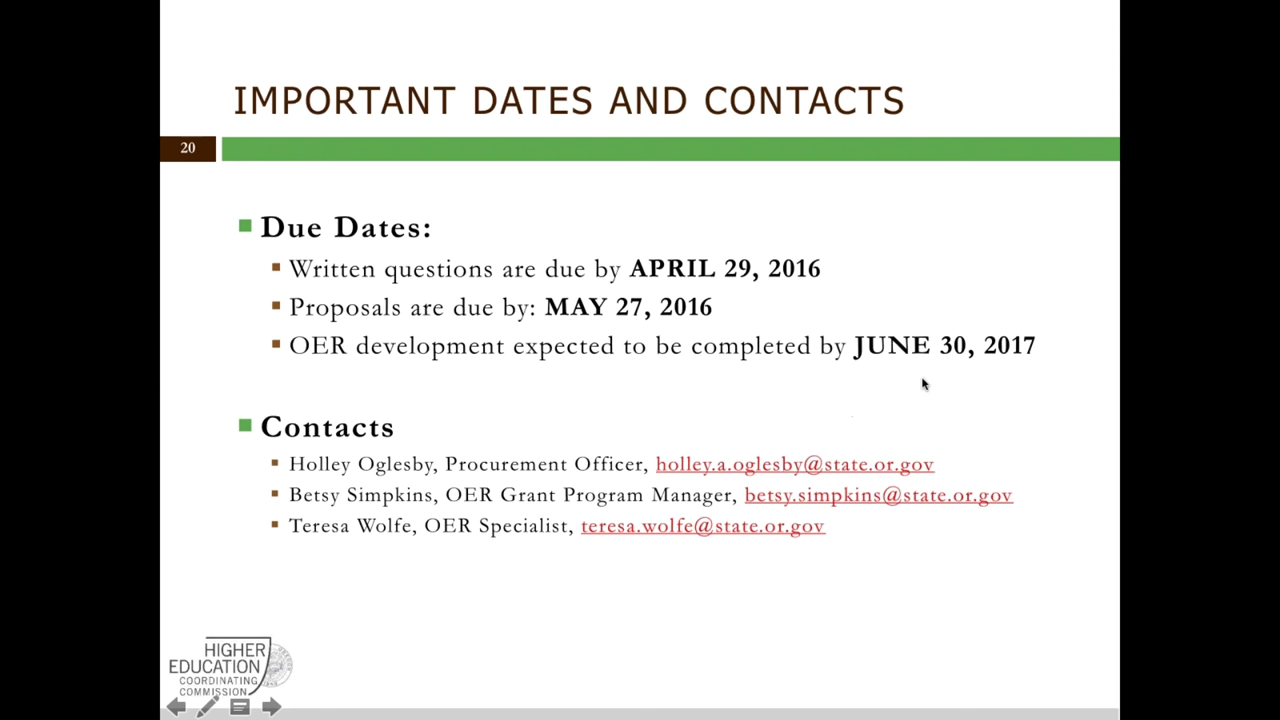 IMPORTANT DATES AND CONTACTS
20
Due Dates:
Written questions are due by APRIL 29, 2016
Proposals are due by: MAY 27, 2016
OER development expected to be completed by JUNE 30, 2017
Contacts
Holley Oglesby, Procurement Officer, holley.a.oglesby@state.or.gov
Betsy Simpkins, OER Grant Program Manager, betsy.simpkins@state.or.gov
Teresa Wolfe, OER Specialist, teresa.wolfe@state.or.gov
HIGHER
EDUCATION
COORDINATING
COMMISSION